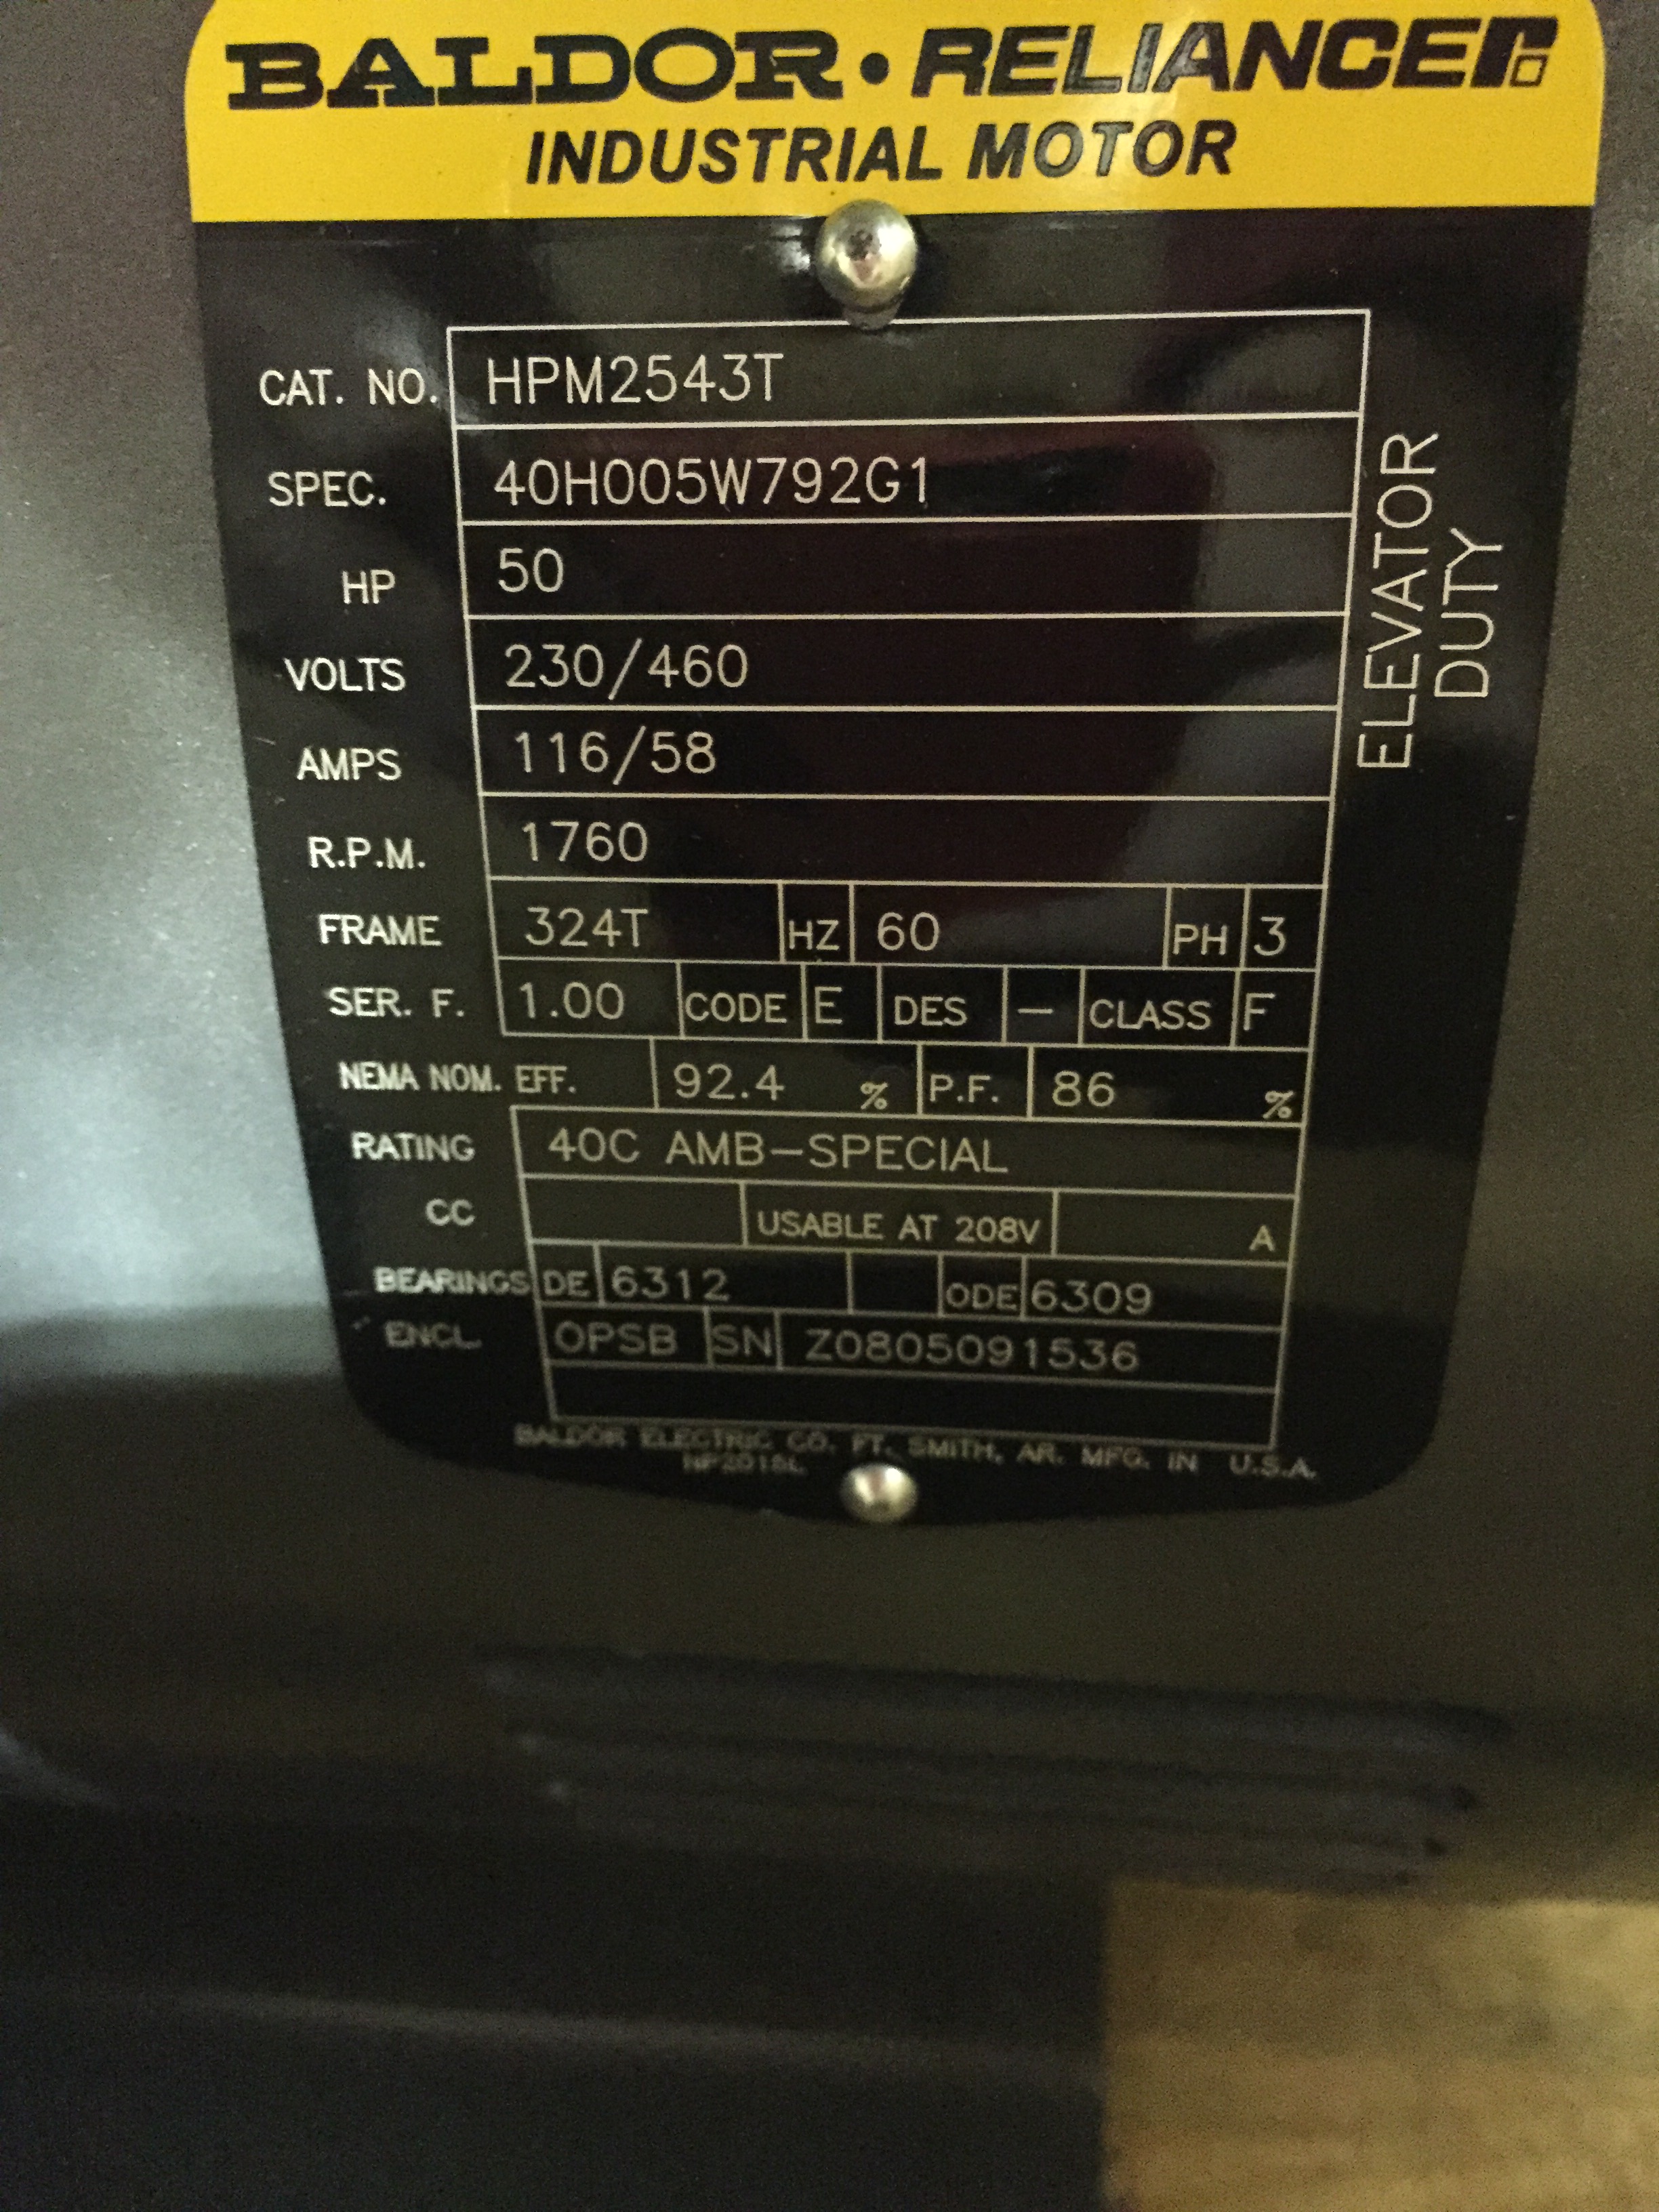 BALDOR • RELIANCE
INDUSTRIAL MOTOR
CAT. NO. HPM2543T
SPEC. 40H005W792G1
HP 50
VOLTS 230/460
AMPS 116/58
R.P.M. 1760
FRAME 324T HZ 60 PH 3
SER. F. 1.00 CODE E DES – CLASS F
NEMA NOM. EFF. 92.4 % P.F. 86 %
RATING 40C AMB-SPECIAL
CC USABLE AT 208V A
BEARINGS DE 6312 ODE 6309
ENCL. OPSB SN Z0805091536
BALDOR ELECTRIC CO. FT. SMITH, AR. MFG. IN U.S.A.
ELEVATOR
DUTY